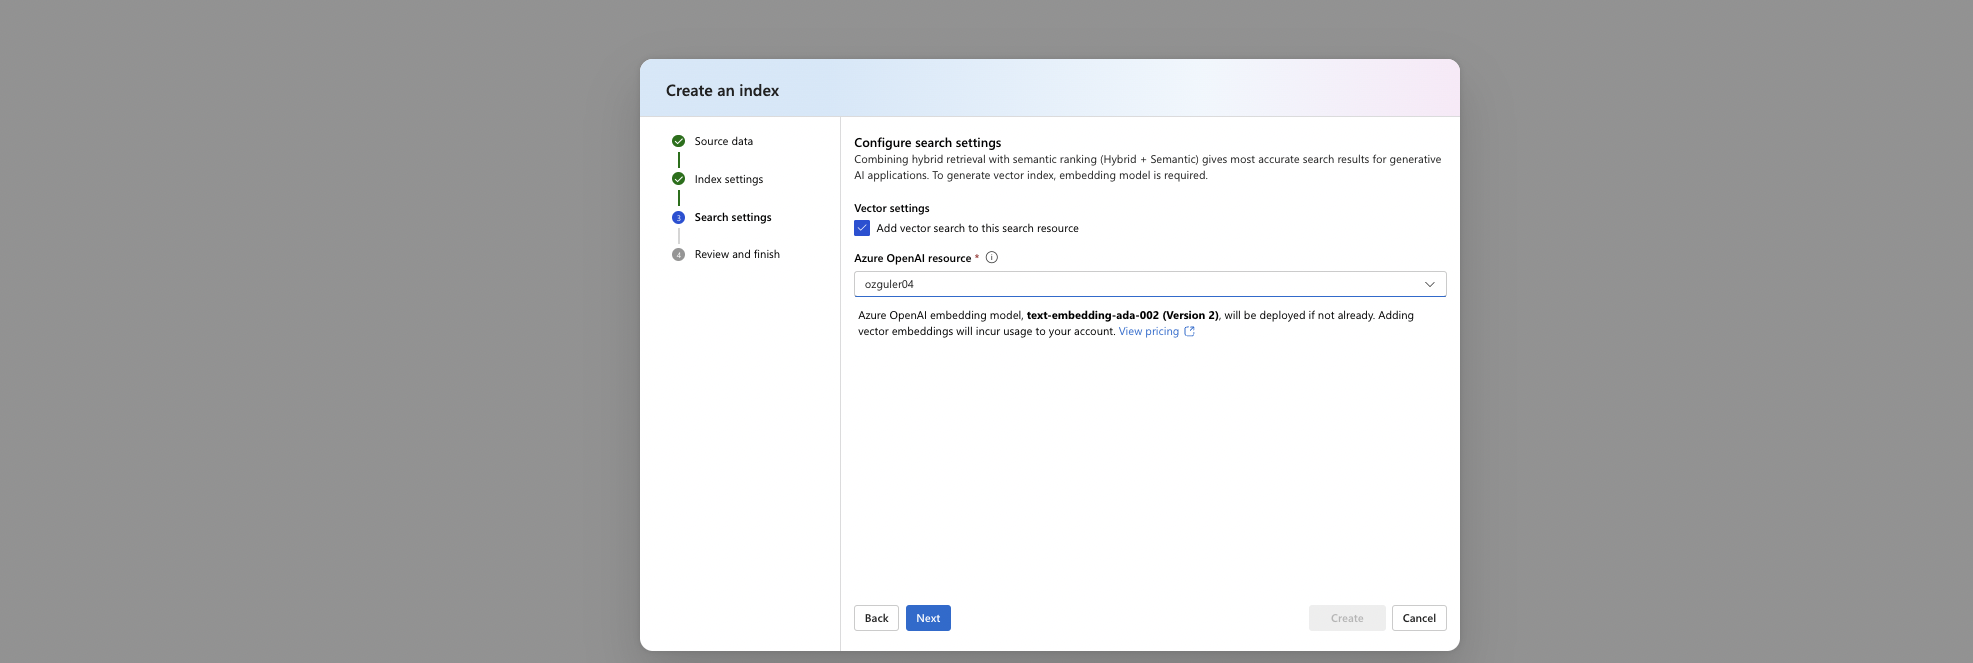 Create an index
Source data
Index settings
3 Search settings
4 Review and finish
Configure search settings
Combining hybrid retrieval with semantic ranking (Hybrid + Semantic) gives most accurate search results for generative
AI applications. To generate vector index, embedding model is required.
Vector settings
Add vector search to this search resource
Azure OpenAI resource *
ozguler04
Azure OpenAI embedding model, text-embedding-ada-002 (Version 2), will be deployed if not already. Adding
vector embeddings will incur usage to your account. View pricing
Back Next Create Cancel